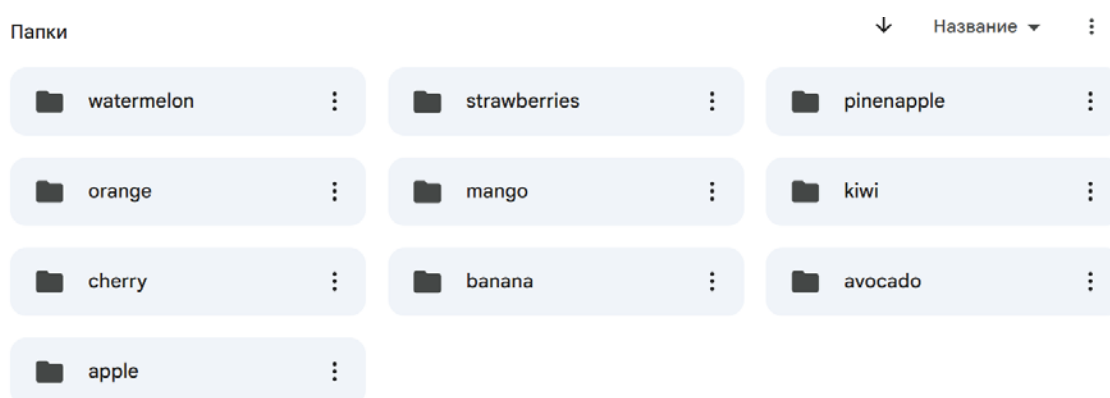 Папки Название
watermelon strawberries pinenapple
orange mango kiwi
cherry banana avocado
apple